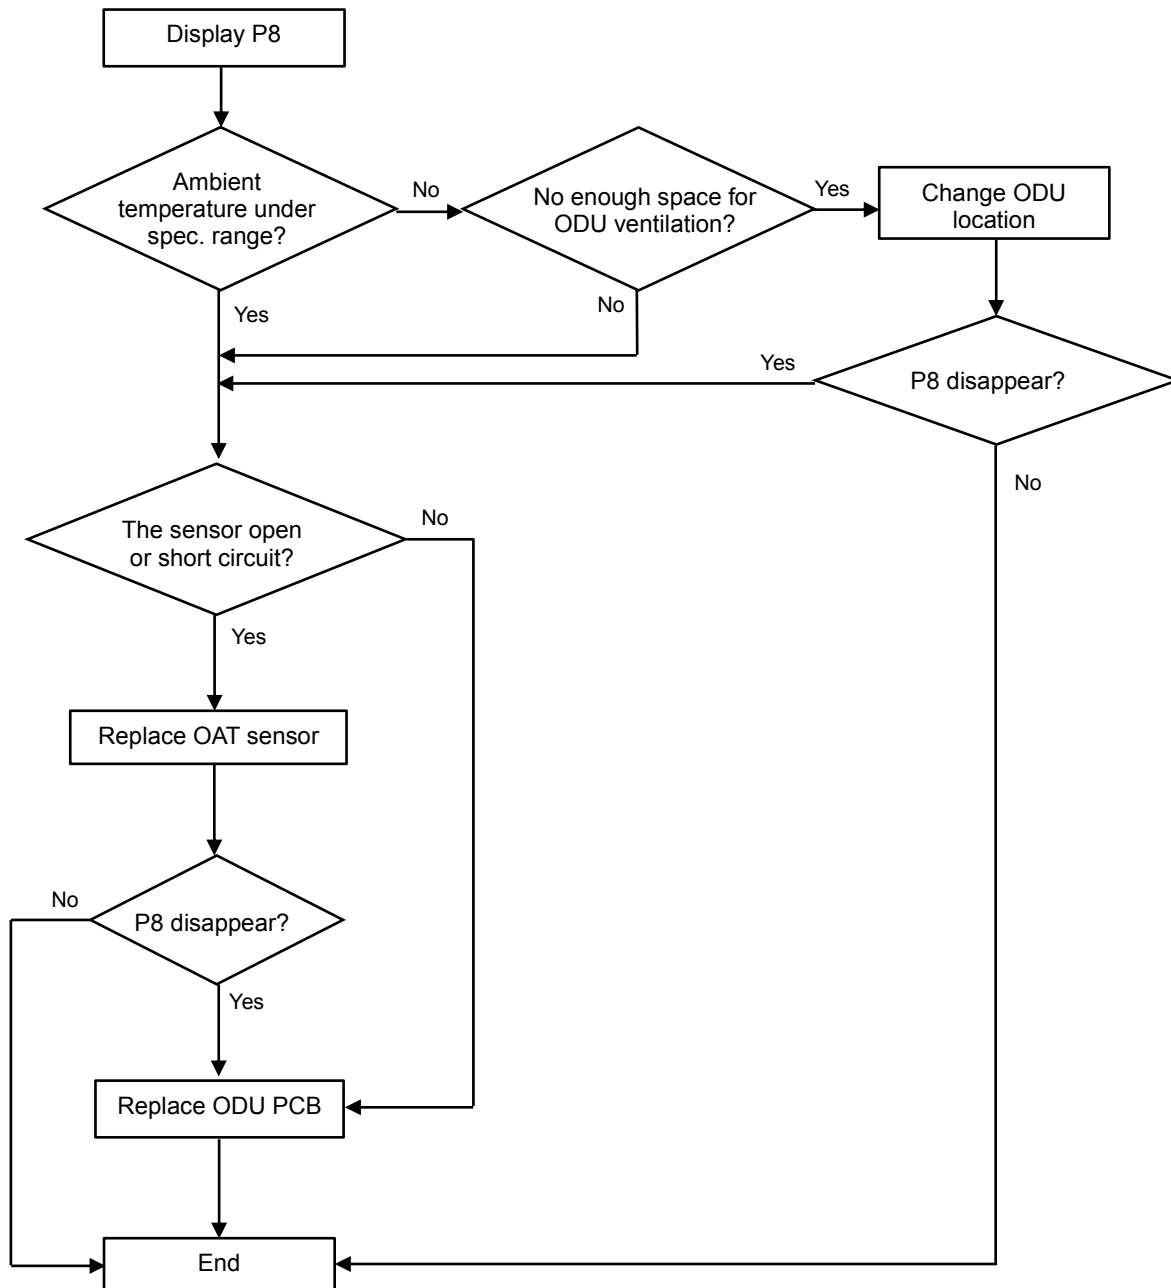 Display P8
Ambient
temperature under
spec. range?
No
No enough space for
ODU ventilation?
Yes
Change ODU
location
Yes
No
Yes
P8 disappear?
No
The sensor open
or short circuit?
No
Yes
Replace OAT sensor
No
P8 disappear?
Yes
Replace ODU PCB
End